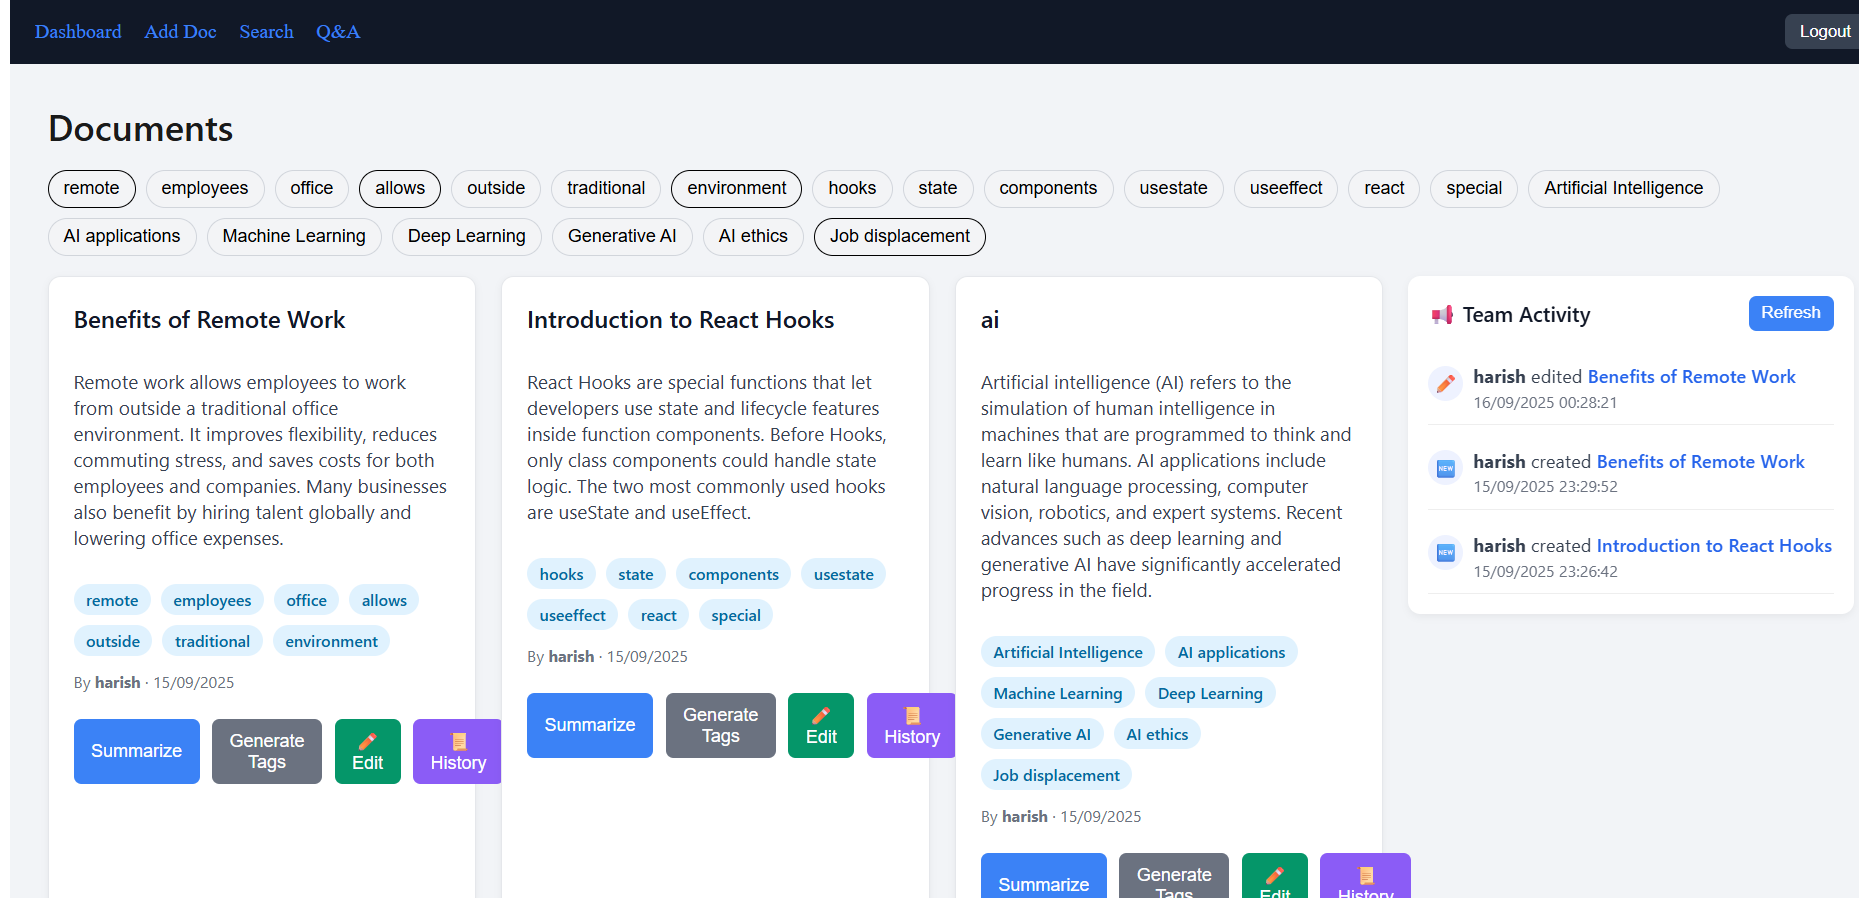 Dashboard Add Doc Search Q&A Logout
Documents
remote employees office allows outside traditional environment hooks state components usestate useeffect react special Artificial Intelligence
AI applications Machine Learning Deep Learning Generative AI AI ethics Job displacement
Benefits of Remote Work
Remote work allows employees to work
from outside a traditional office
environment. It improves flexibility, reduces
commuting stress, and saves costs for both
employees and companies. Many businesses
also benefit by hiring talent globally and
lowering office expenses.
remote employees office allows
outside traditional environment
By harish · 15/09/2025
Summarize
Generate
Tags
Edit
History
Introduction to React Hooks
React Hooks are special functions that let
developers use state and lifecycle features
inside function components. Before Hooks,
only class components could handle state
logic. The two most commonly used hooks
are useState and useEffect.
hooks state components usestate
useeffect react special
By harish · 15/09/2025
Summarize
Generate
Tags
Edit
History
ai
Artificial intelligence (AI) refers to the
simulation of human intelligence in
machines that are programmed to think and
learn like humans. AI applications include
natural language processing, computer
vision, robotics, and expert systems. Recent
advances such as deep learning and
generative AI have significantly accelerated
progress in the field.
Artificial Intelligence AI applications
Machine Learning Deep Learning
Generative AI AI ethics
Job displacement
By harish · 15/09/2025
Summarize
Generate
Tags
Edit
History
Team Activity
Refresh
harish edited Benefits of Remote Work
16/09/2025 00:28:21
NEW
harish created Benefits of Remote Work
15/09/2025 23:29:52
NEW
harish created Introduction to React Hooks
15/09/2025 23:26:42